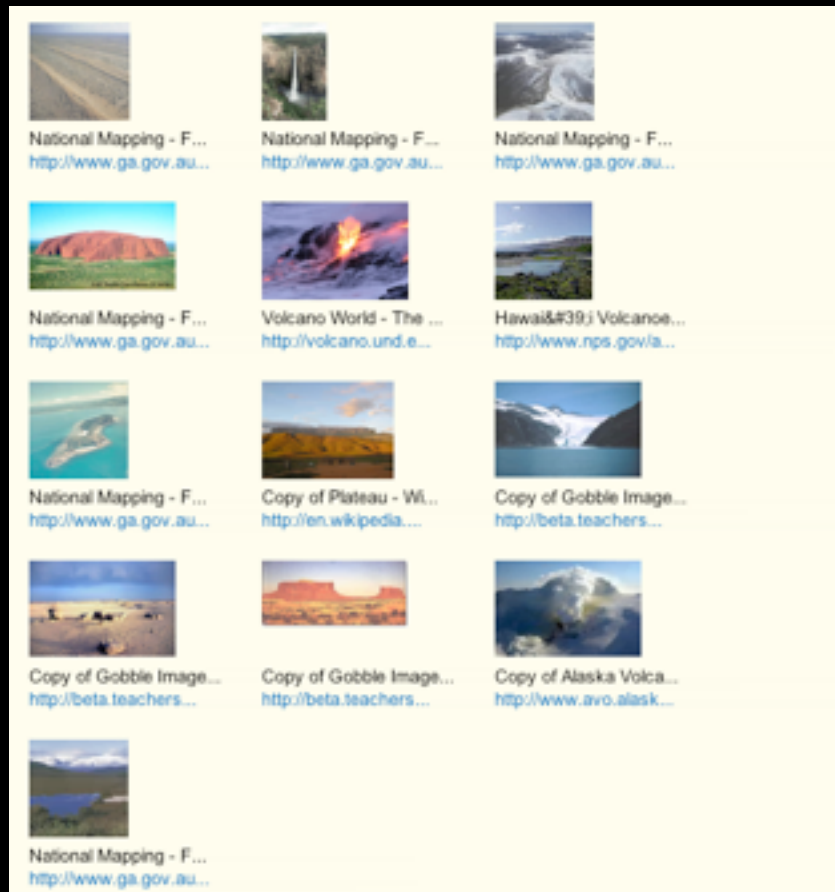 National Mapping - F...
http://www.ga.gov.au...
National Mapping - F...
http://www.ga.gov.au...
National Mapping - F...
http://www.ga.gov.au...
National Mapping - F...
http://www.ga.gov.au...
Volcano World - The ...
http://volcano.und.e...
Hawai&#39;i Volcanoe...
http://www.nps.gov/a...
National Mapping - F...
http://www.ga.gov.au...
Copy of Plateau - Wi...
http://en.wikipedia....
Copy of Gobble Image...
http://beta.teachers...
Copy of Gobble Image...
http://beta.teachers...
Copy of Gobble Image...
http://beta.teachers...
Copy of Alaska Volca...
http://www.avo.alask...
National Mapping - F...
http://www.ga.gov.au...